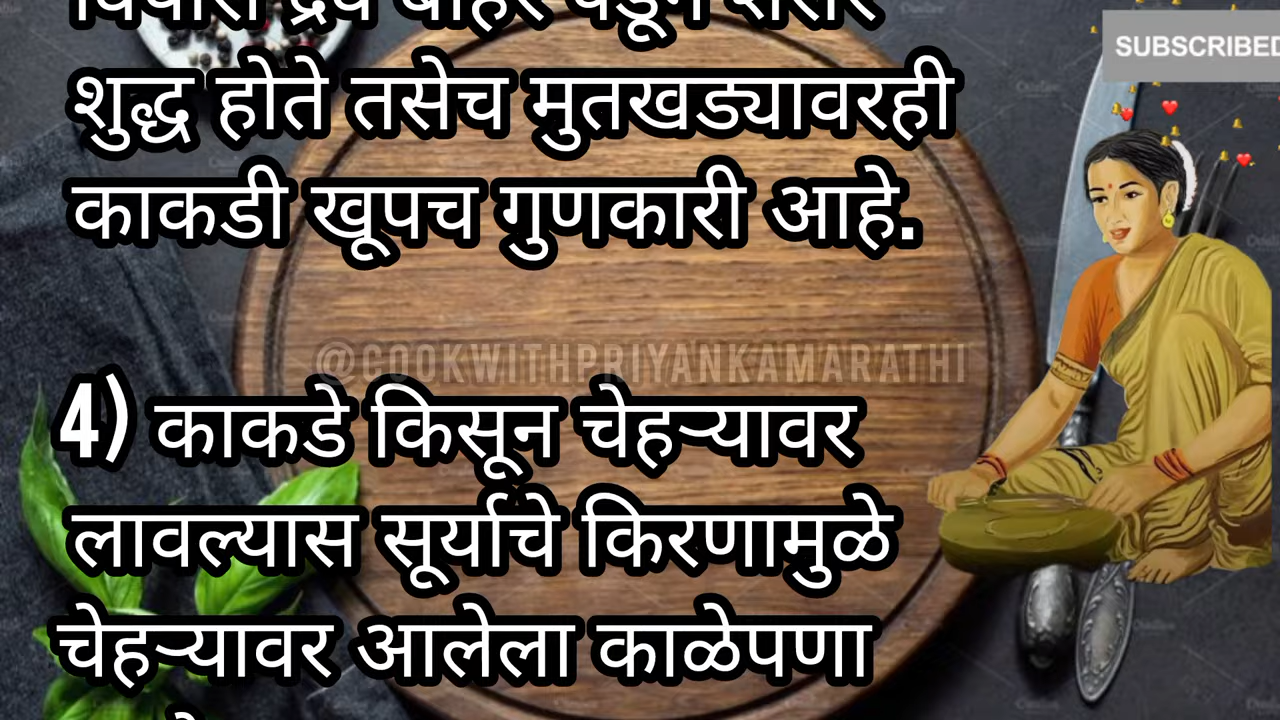 बाहेर
SUBSCRIBED
शुद्ध होते तसेच मुतखड्यावरही
काकडी खूपच गुणकारी आहे.
@COOKWITHPRIYANKAMARATHI
4) काकडे किसून चेहऱ्यावर
लावल्यास सूर्याचे किरणामुळे
चेहऱ्यावर आलेला काळेपणा